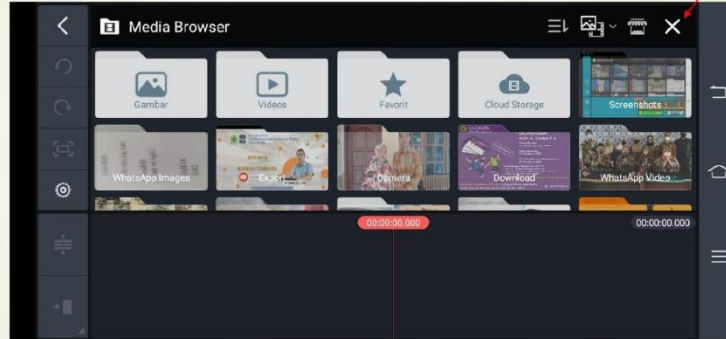 Media Browser
Gambar
Videos
Favorit
Cloud Storage
Screenshots
WhatsApp Images
Export
Camera
Download
WhatsApp Video
00:00:00.000
00:00:00.000